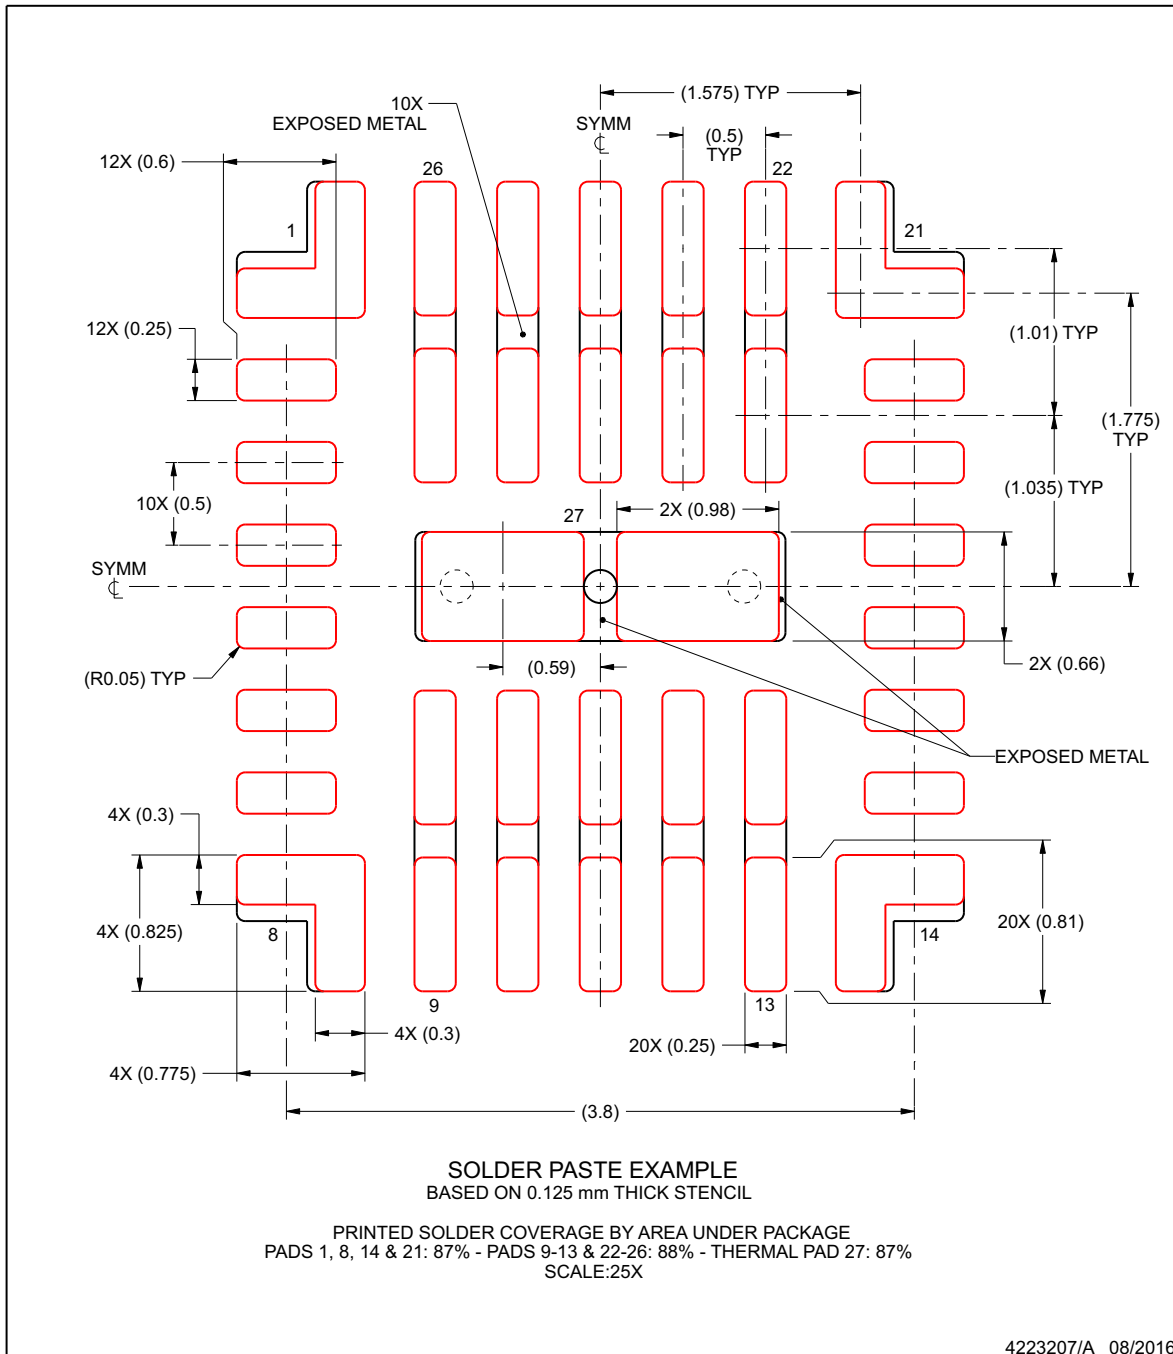 (1.575) TYP
10X
EXPOSED METAL
SYMM
℄
(0.5)
TYP
12X (0.6)
26
22
1
21
12X (0.25)
(1.01) TYP
(1.775)
TYP
10X (0.5)
(1.035) TYP
27
2X (0.98)
SYMM
℄
(R0.05) TYP
(0.59)
2X (0.66)
EXPOSED METAL
4X (0.3)
4X (0.825)
8
14
20X (0.81)
9
13
4X (0.3)
20X (0.25)
4X (0.775)
(3.8)
SOLDER PASTE EXAMPLE
BASED ON 0.125 mm THICK STENCIL
PRINTED SOLDER COVERAGE BY AREA UNDER PACKAGE
PADS 1, 8, 14 & 21: 87% - PADS 9-13 & 22-26: 88% - THERMAL PAD 27: 87%
SCALE:25X
4223207/A 08/2016